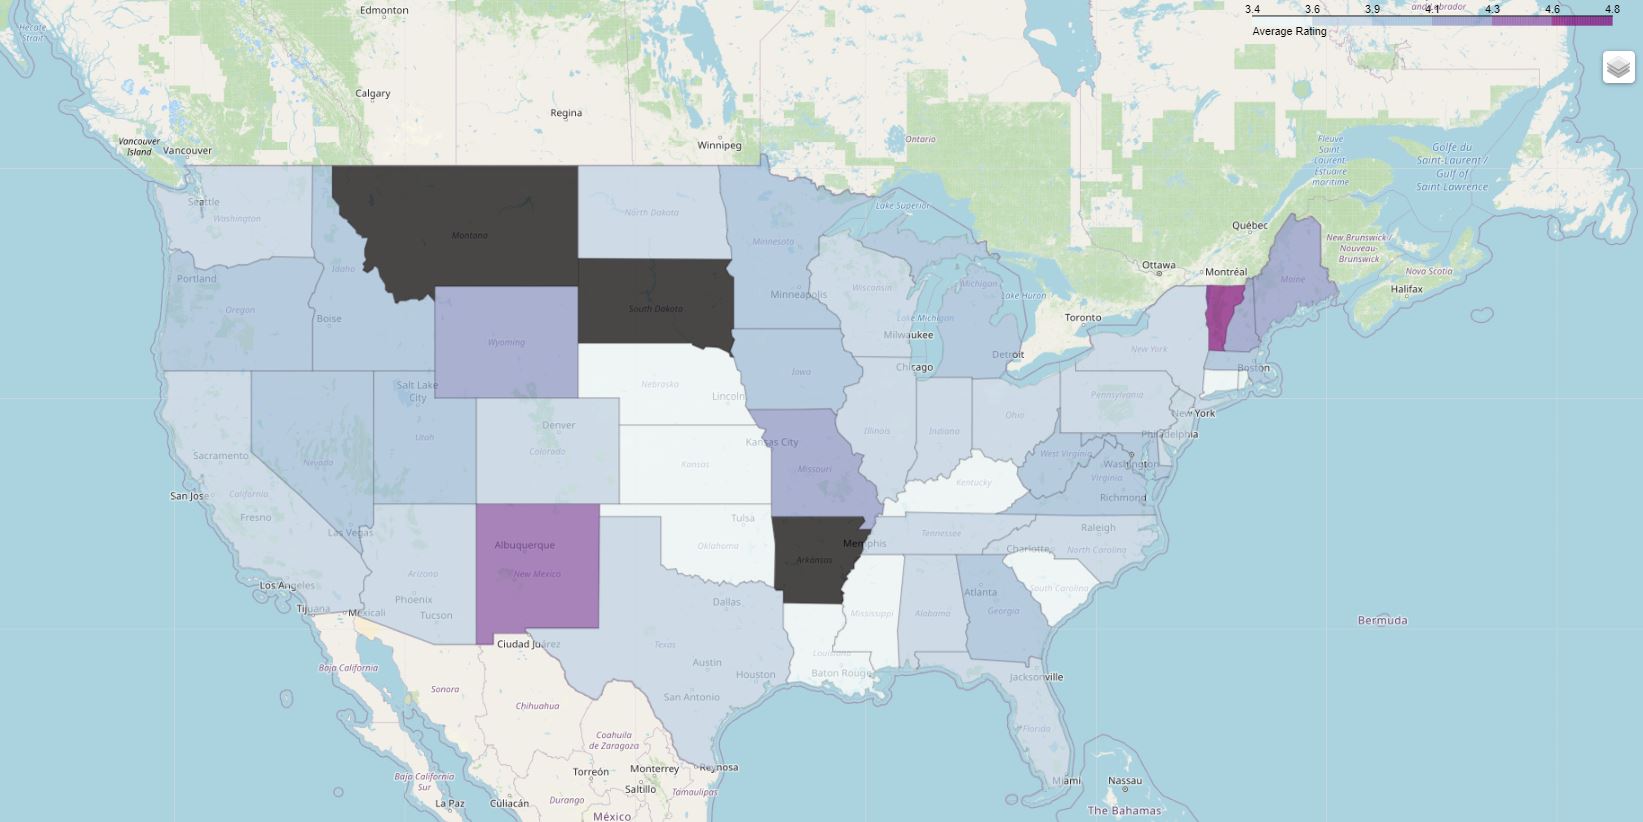 Edmonton
and Labrador
3.4 3.6 3.9 4.1 4.3 4.6 4.8
Average Rating
Hecate
Strait
Calgary
Regina
Winnipeg
Ontario
Vancouver
Island
Vancouver
Fleuve
Saint-
Laurent/
Estuaire
maritime
Golfe du
Saint-Laurent /
Gulf of
Saint Lawrence
Seattle
Washington
Montana
North Dakota
Minnesota
Lake Superior
Québec
New Brunswick /
Nouveau-
Brunswick
Ottawa
Montréal
Nova Scotia
Halifax
Maine
Portland
Oregon
Idaho
Boise
South Dakota
Minneapolis
Wisconsin
Michigan
Lake Huron
Lake Michigan
Milwaukee
Toronto
Wyoming
New York
Detroit
Chicago
Boston
Salt Lake
City
Nebraska
Lincoln
Iowa
Pennsylvania
New York
Denver
Colorado
Utah
Nevada
Kansas City
Kansas
Missouri
Illinois
Indiana
Ohio
Philadelphia
West Virginia
Washington
Virginia
Richmond
Sacramento
California
San Jose
Fresno
Las Vegas
Kentucky
Tulsa
Oklahoma
Memphis
Tennessee
Raleigh
Charlotte
North Carolina
Albuquerque
New Mexico
Arizona
Phoenix
Tucson
Los Angeles
Tijuana
Mexicali
Arkansas
Dallas
Mississippi
Alabama
Atlanta
Georgia
South Carolina
Bermuda
Ciudad Juárez
Texas
Austin
Houston
San Antonio
Louisiana
Baton Rouge
Jacksonville
Florida
Baja California
Sonora
Chihuahua
Coahuila
de Zaragoza
Torreón
Monterrey
Reynosa
Saltillo
Tamaulipas
Baja California
Sur
La Paz
Culiacán
Durango
México
Miami
Nassau
The Bahamas